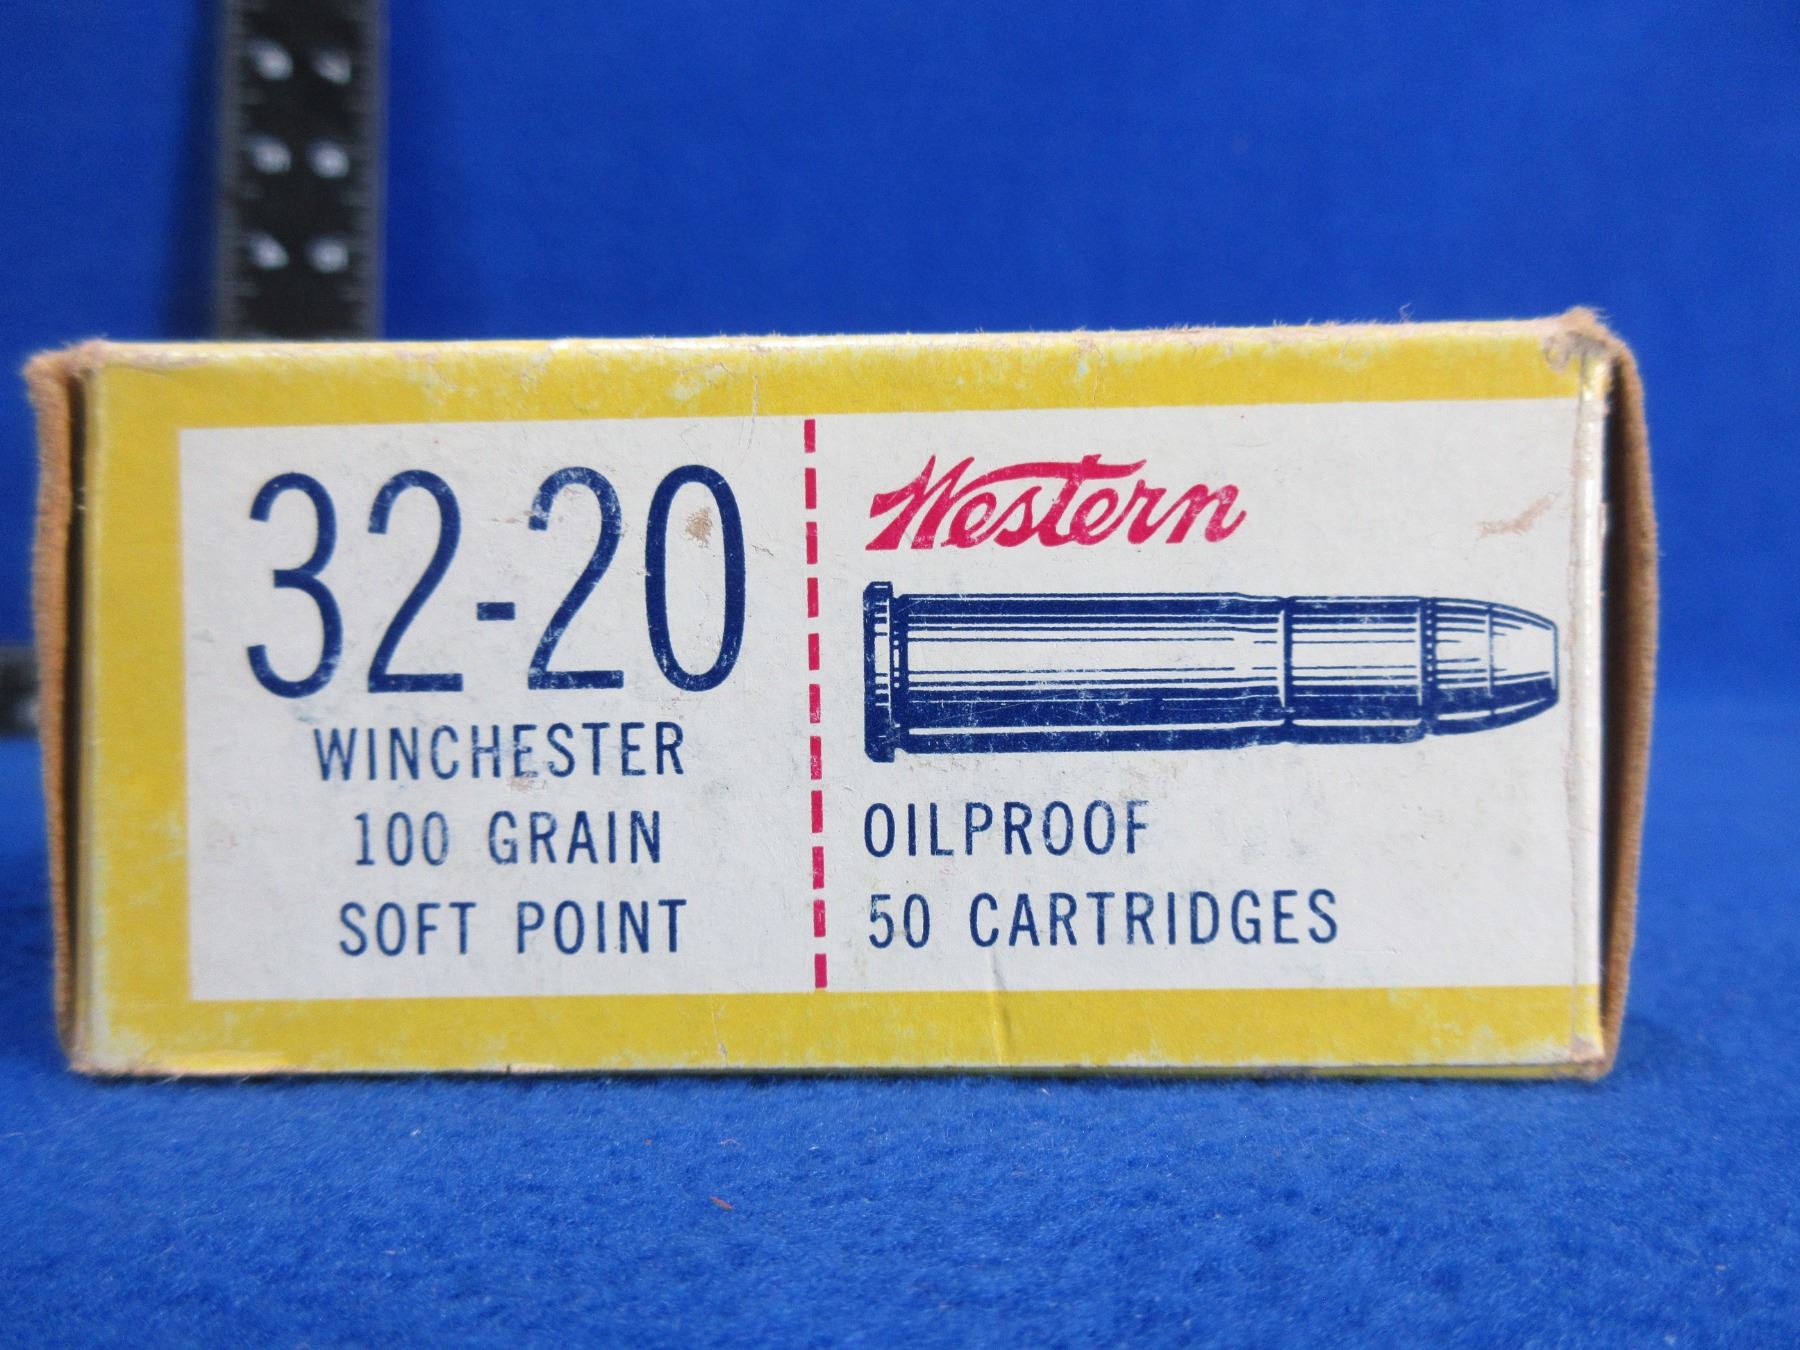 32-20
WINCHESTER
100 GRAIN
SOFT POINT
Western
OILPROOF
50 CARTRIDGES